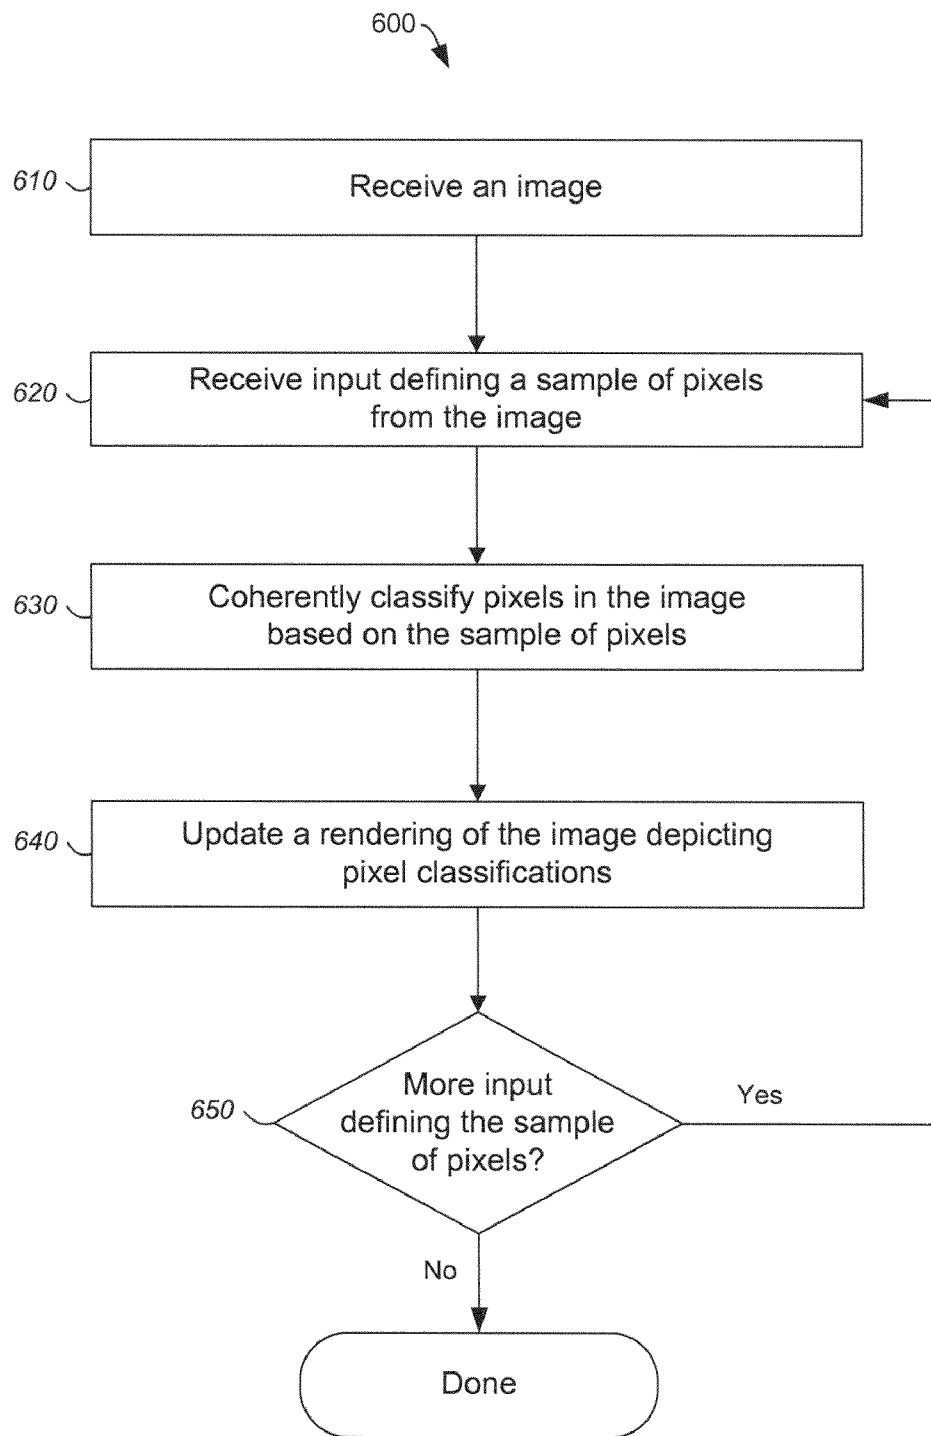 600
610
Receive an image
620
Receive input defining a sample of pixels
from the image
630
Coherently classify pixels in the image
based on the sample of pixels
640
Update a rendering of the image depicting
pixel classifications
650
More input
defining the sample
of pixels?
Yes
No
Done